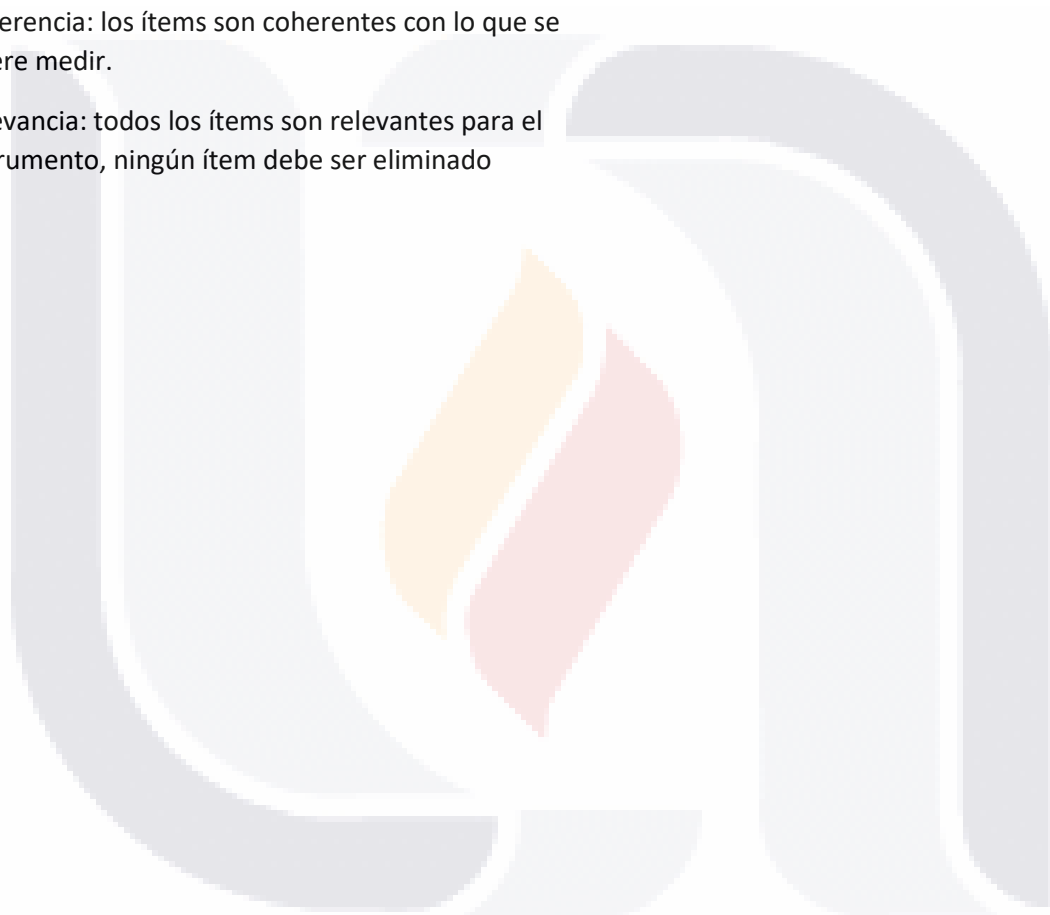 erencia: los ítems son coherentes con lo que se
ere medir.
evancia: todos los ítems son relevantes para el
rumento, ningún ítem debe ser eliminado